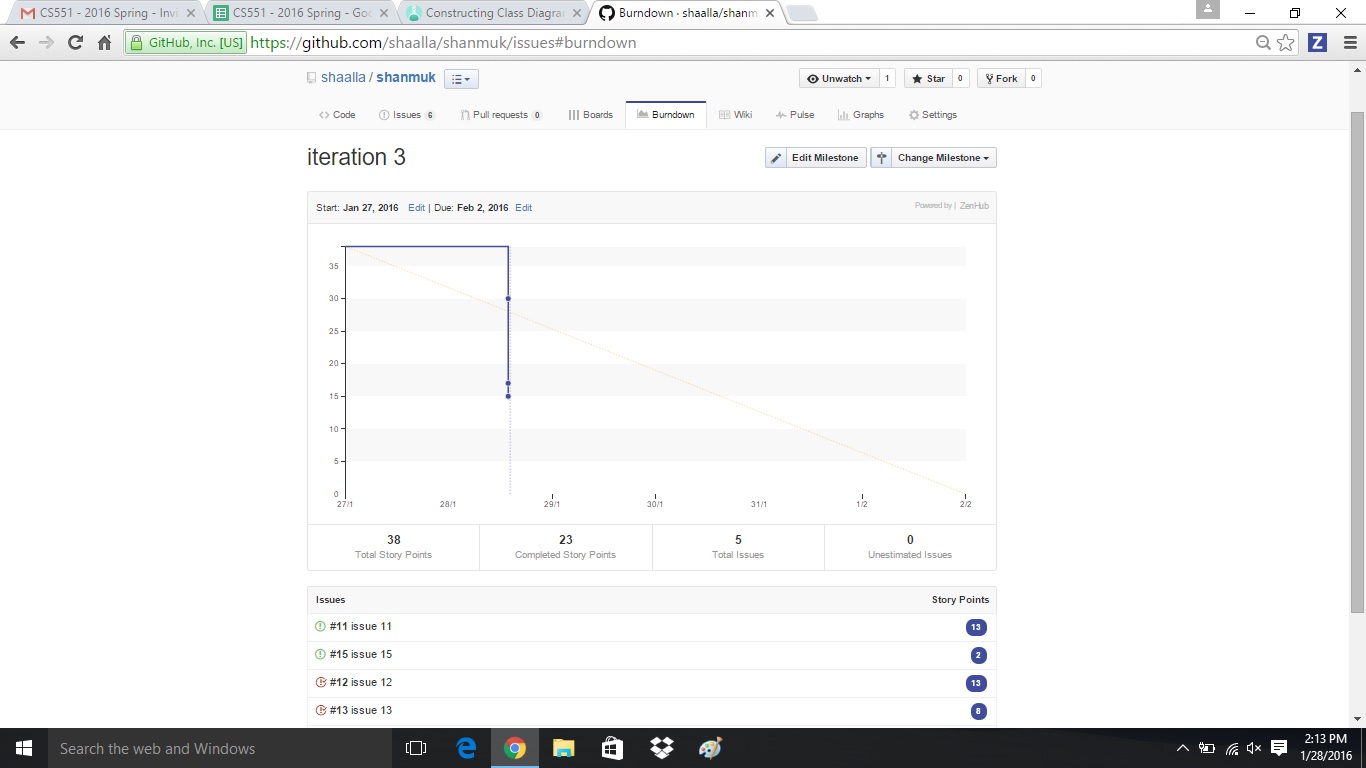 CS551 - 2016 Spring - Invi
CS551 - 2016 Spring - Goo
Constructing Class Diagra
Burndown · shaalla/shanm
GitHub, Inc. [US] https://github.com/shaalla/shanmuk/issues#burndown
Z
shaalla / shanmuk
Unwatch 1 Star 0 Fork 0
Code Issues 6 Pull requests 0 Boards Burndown Wiki Pulse Graphs Settings
iteration 3
Edit Milestone Change Milestone
Start: Jan 27, 2016 Edit | Due: Feb 2, 2016 Edit
Powered by | ZenHub
35
30
25
20
15
10
5
0
27/1 28/1 29/1 30/1 31/1 1/2 2/2
38 23 5 0
Total Story Points Completed Story Points Total Issues Unestimated Issues
Issues Story Points
#11 issue 11 13
#15 issue 15 2
#12 issue 12 13
#13 issue 13 8
Search the web and Windows
2:13 PM
1/28/2016